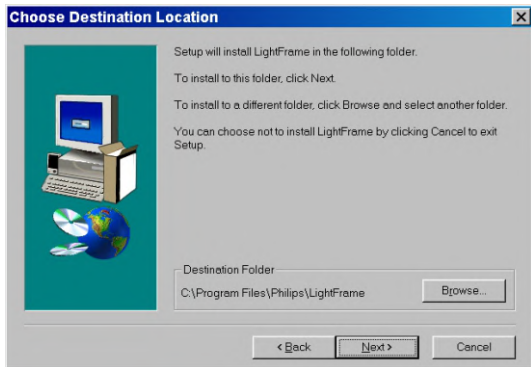 Choose Destination Location
Setup will install LightFrame in the following folder.
To install to this folder, click Next.
To install to a different folder, click Browse and select another folder.
You can choose not to install LightFrame by clicking Cancel to exit
Setup.
Destination Folder
C:\Program Files\Philips\LightFrame
Browse...
< Back
Next >
Cancel